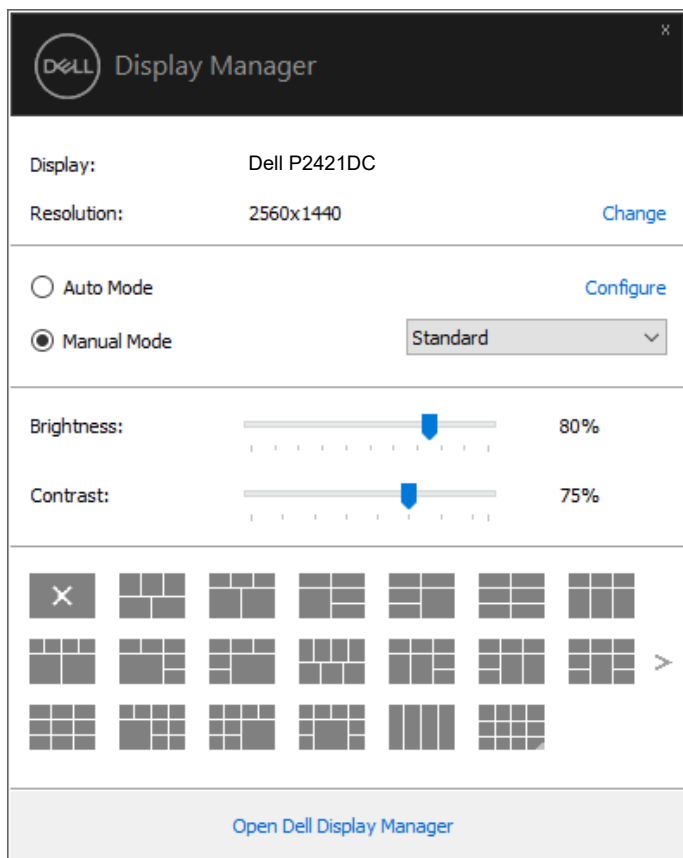 x
DELL Display Manager
Display: Dell P2421DC
Resolution: 2560x1440 Change
Auto Mode Configure
Manual Mode Standard
Brightness: 80%
Contrast: 75%
Open Dell Display Manager